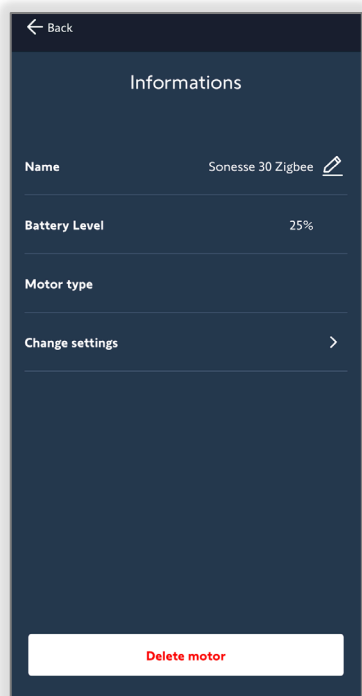 Back
Informations
Name Sonesse 30 Zigbee
Battery Level 25%
Motor type
Change settings
Delete motor